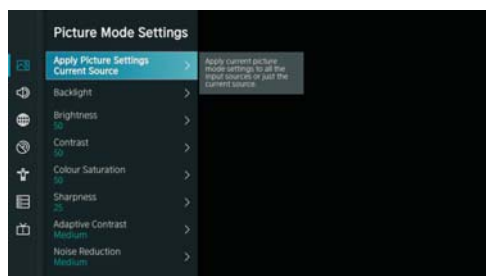 Picture Mode Settings
Apply Picture Settings
Current Source
Apply current picture
mode settings to all the
input sources or just the
current source.
Backlight
Brightness
50
Contrast
50
Colour Saturation
50
Sharpness
25
Adaptive Contrast
Medium
Noise Reduction
Medium